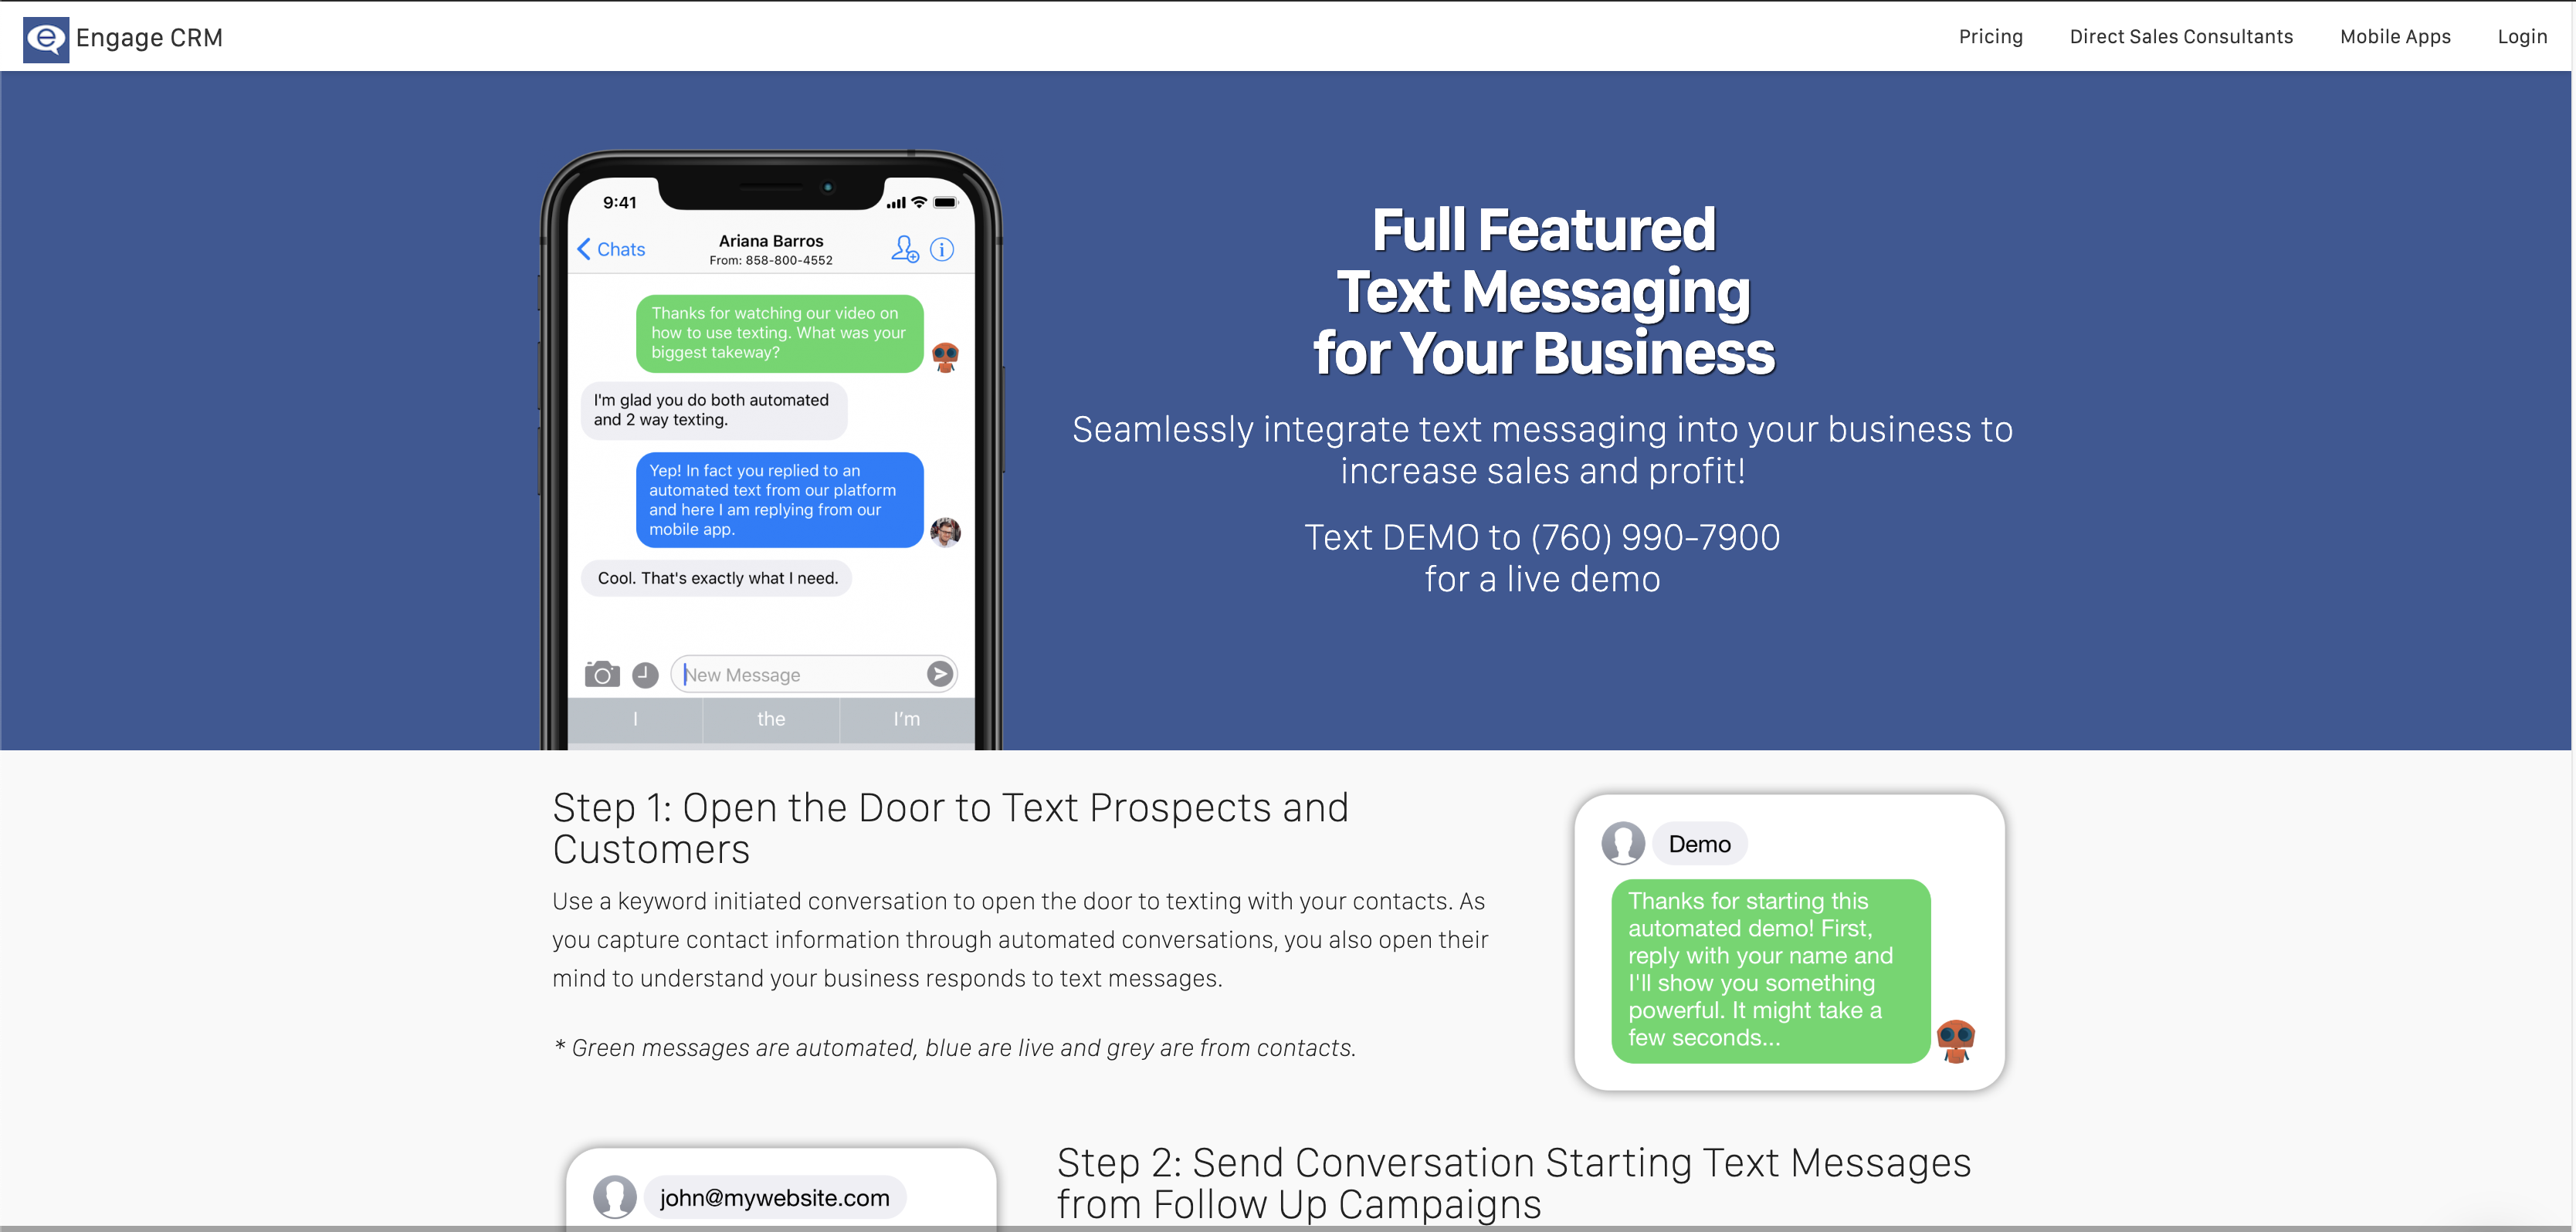 e Engage CRM
Pricing
Direct Sales Consultants
Mobile Apps
Login
9:41
Chats
Ariana Barros
From: 858-800-4552
Thanks for watching our video on
how to use texting. What was your
biggest takeway?
I'm glad you do both automated
and 2 way texting.
Yep! In fact you replied to an
automated text from our platform
and here I am replying from our
mobile app.
Cool. That's exactly what I need.
New Message
I
the
I'm
Full Featured
Text Messaging
for Your Business
Seamlessly integrate text messaging into your business to
increase sales and profit!
Text DEMO to (760) 990-7900
for a live demo
Step 1: Open the Door to Text Prospects and
Customers
Use a keyword initiated conversation to open the door to texting with your contacts. As
you capture contact information through automated conversations, you also open their
mind to understand your business responds to text messages.
* Green messages are automated, blue are live and grey are from contacts.
Demo
Thanks for starting this
automated demo! First,
reply with your name and
I'll show you something
powerful. It might take a
few seconds...
john@mywebsite.com
Step 2: Send Conversation Starting Text Messages
from Follow Up Campaigns